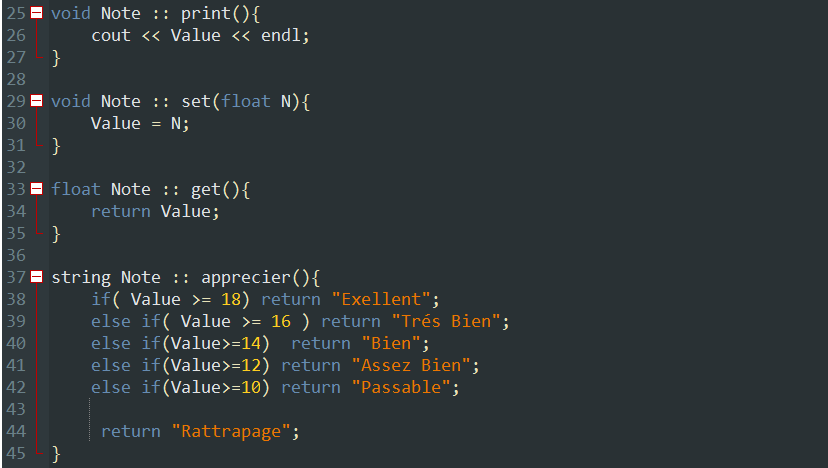 25 void Note :: print(){
26 cout << Value << endl;
27 }
28
29 void Note :: set(float N){
30 Value = N;
31 }
32
33 float Note :: get(){
34 return Value;
35 }
36
37 string Note :: apprecier(){
38 if( Value >= 18) return "Exellent";
39 else if( Value >= 16 ) return "Trés Bien";
40 else if(Value>=14)  return "Bien";
41 else if(Value>=12) return "Assez Bien";
42 else if(Value>=10) return "Passable";
43
44 return "Rattrapage";
45 }